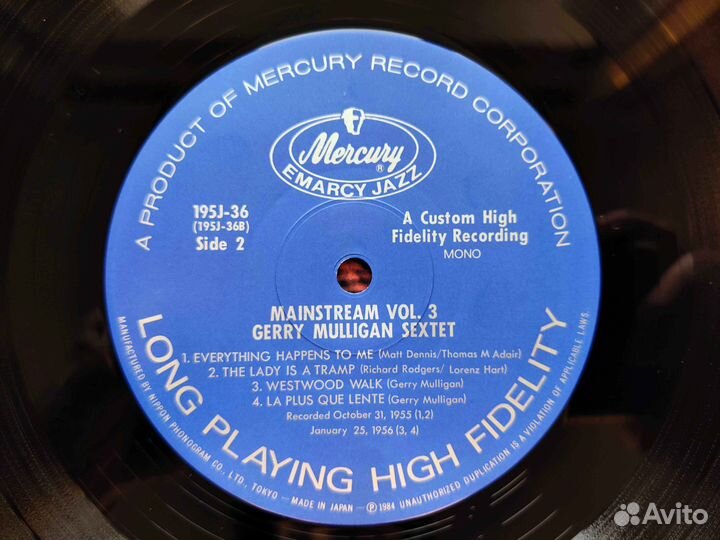 A PRODUCT OF MERCURY RECORD CORPORATION
Mercury
®
EMARCY JAZZ
195J-36
(195J-36B)
Side 2
A Custom High
Fidelity Recording
MONO
MAINSTREAM VOL. 3
GERRY MULLIGAN SEXTET
1. EVERYTHING HAPPENS TO ME (Matt Dennis/Thomas M Adair)
2. THE LADY IS A TRAMP (Richard Rodgers/ Lorenz Hart)
3. WESTWOOD WALK (Gerry Mulligan)
4. LA PLUS QUE LENTE (Gerry Mulligan)
Recorded October 31, 1955 (1,2)
January 25, 1956 (3, 4)
LONG PLAYING HIGH FIDELITY
MANUFACTURED BY NIPPON PHONOGRAM CO., LTD., TOKYO — MADE IN JAPAN — ℗1984 UNAUTHORIZED DUPLICATION IS A VIOLATION OF APPLICABLE LAWS.
Avito